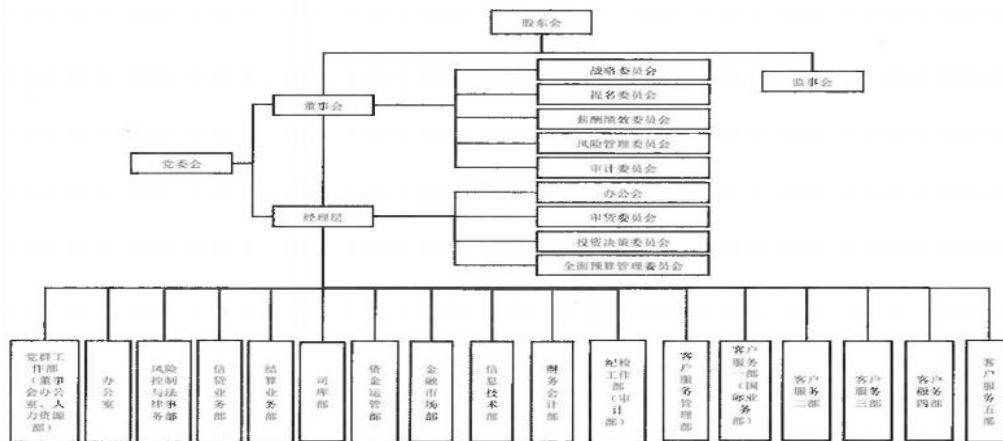 股东会
战略委员会
监事会
提名委员会
董事会
薪酬绩效委员会
风险管理委员会
党委会
审计委员会
办公会
经理层
审贷委员会
投资决策委员会
全面预算管理委员会
党群工
作部
（董事
会办公
室、人
力资源
部）
办公室
风险
控制
与法
律事
务部
信贷业务部
结算业务部
司库部
资金运管部
金融市场部
信息技术部
财务会计部
纪检
工作部
（审计
部）
客户服务管理部
客户
服务
一部
（国
际业
务部）
客户服务二部
客户服务三部
客户服务四部
客户服务五部